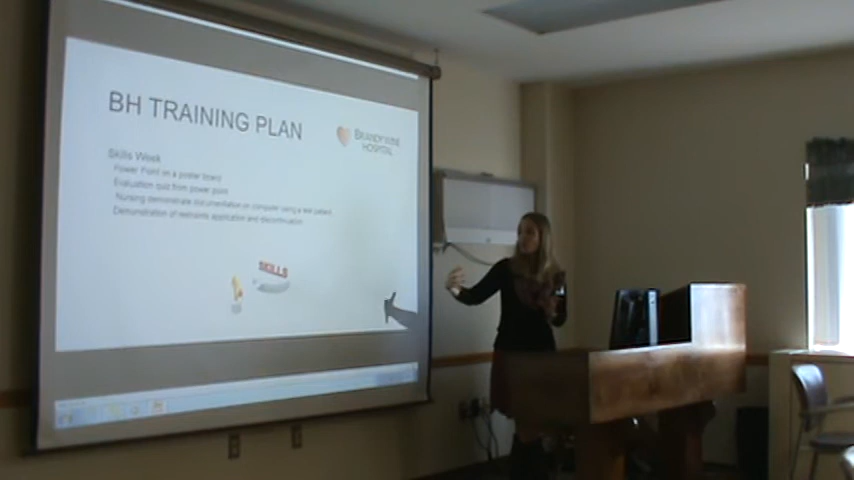 BH TRAINING PLAN
BRANDYWINE
HOSPITAL
Skills Week
Power Point on a poster board
Evaluation quiz from power point
Nursing demonstrate documentation on computer using a test patient
Demonstration of restraints application and discontinuation
SKILLS